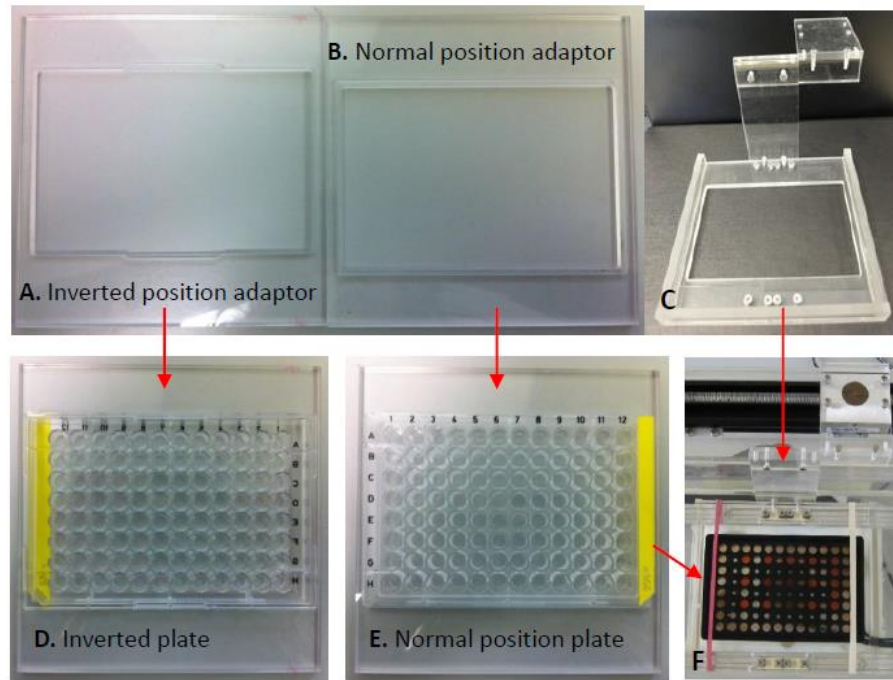 B. Normal position adaptor
A. Inverted position adaptor
C
1 2 3 4 5 6 7 8 9 10 11 12
A
B
C
D
E
F
G
H
A
B
C
D
E
F
G
H
D. Inverted plate
E. Normal position plate
F